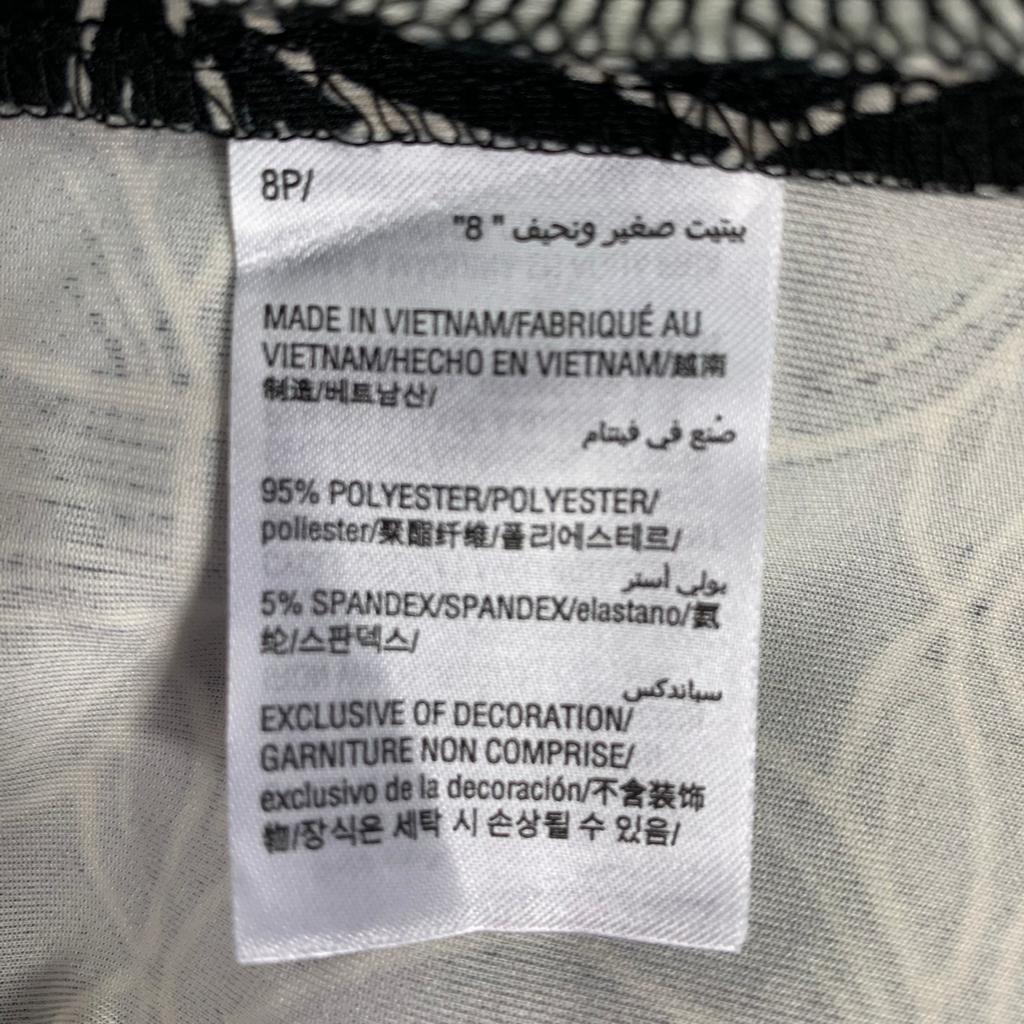 8P/
بيتيت صغير ونحيف " 8"
MADE IN VIETNAM/FABRIQUÉ AU
VIETNAM/HECHO EN VIETNAM/越南
制造/베트남산/
صُنع في فيتنام
95% POLYESTER/POLYESTER/
poliester/聚酯纤维/폴리에스테르/
بولي أستر
5% SPANDEX/SPANDEX/elastano/氨
纶/스판덱스/
سباندكس
EXCLUSIVE OF DECORATION/
GARNITURE NON COMPRISE/
exclusivo de la decoración/不含装饰
物/장식은 세탁 시 손상될 수 있음/